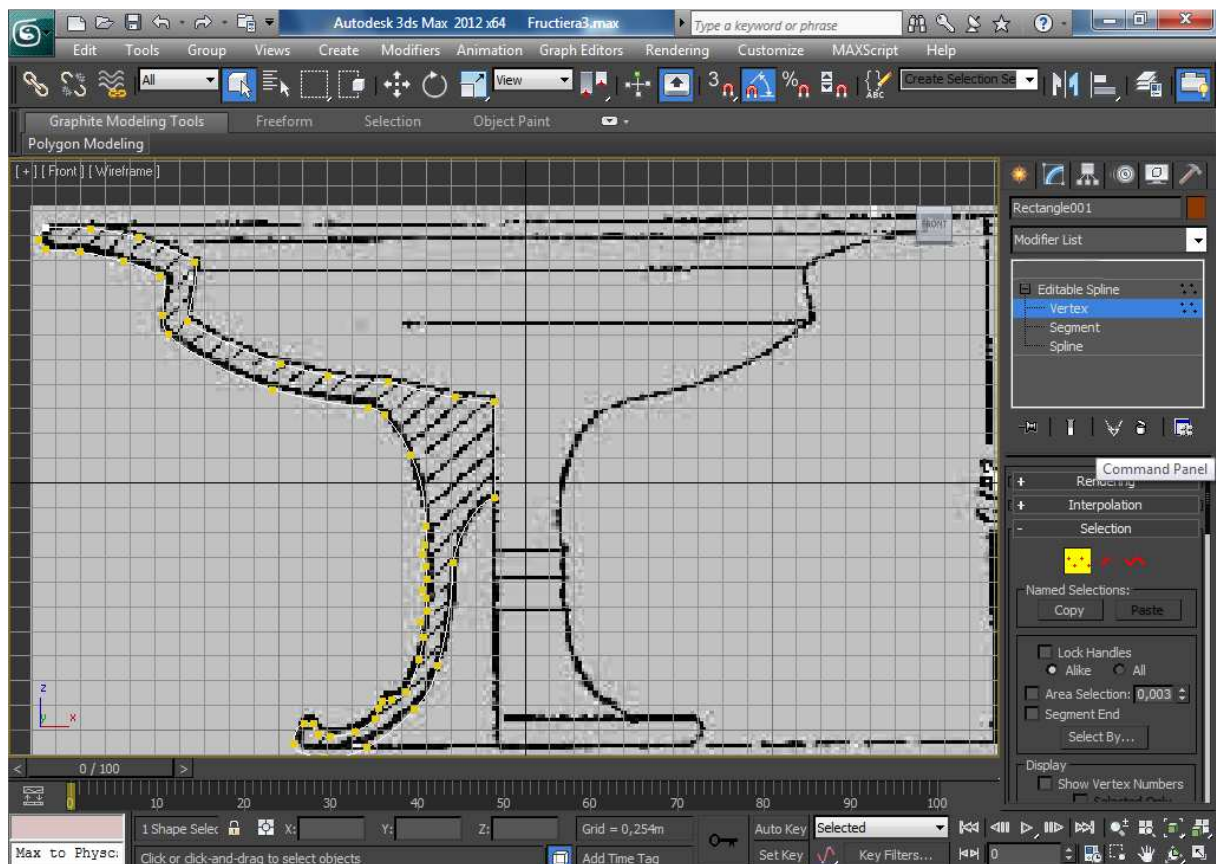 Autodesk 3ds Max 2012 x64 Fructiera3.max
Type a keyword or phrase
Edit Tools Group Views Create Modifiers Animation Graph Editors Rendering Customize MAXScript Help
All View 3 Create Selection Se
Graphite Modeling Tools Freeform Selection Object Paint
Polygon Modeling
[ + ] [ Front ] [ Wireframe ]
FRONT
Rectangle001
Modifier List
Editable Spline
Vertex
Segment
Spline
Command Panel
+ Rendering
+ Interpolation
- Selection
Named Selections:
Copy Paste
Lock Handles
Alike All
Area Selection: 0,003
Segment End
Select By...
Display
Show Vertex Numbers
Selected Only
z
y x
< 0 / 100 >
0 10 20 30 40 50 60 70 80 90 100
1 Shape Selec X: Y: Z: Grid = 0,254m Auto Key Selected
Max to Physc: Click or click-and-drag to select objects Add Time Tag Set Key Key Filters... 0